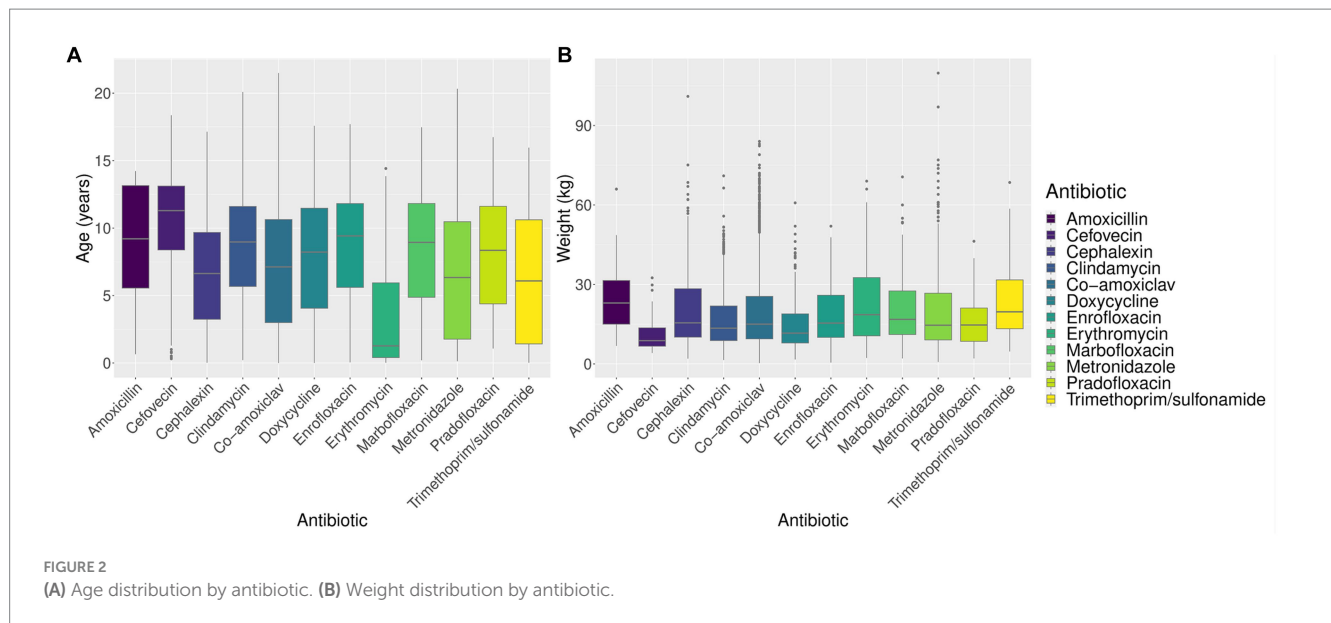 A
Age (years)
20
15
10
5
0
Amoxicillin
Cefovecin
Cephalexin
Clindamycin
Co-amoxiclav
Doxycycline
Enrofloxacin
Erythromycin
Marbofloxacin
Metronidazole
Pradofloxacin
Trimethoprim/sulfonamide
Antibiotic
B
Weight (kg)
90
60
30
0
Amoxicillin
Cefovecin
Cephalexin
Clindamycin
Co-amoxiclav
Doxycycline
Enrofloxacin
Erythromycin
Marbofloxacin
Metronidazole
Pradofloxacin
Trimethoprim/sulfonamide
Antibiotic
Antibiotic
Amoxicillin
Cefovecin
Cephalexin
Clindamycin
Co-amoxiclav
Doxycycline
Enrofloxacin
Erythromycin
Marbofloxacin
Metronidazole
Pradofloxacin
Trimethoprim/sulfonamide
FIGURE 2
(A) Age distribution by antibiotic. (B) Weight distribution by antibiotic.